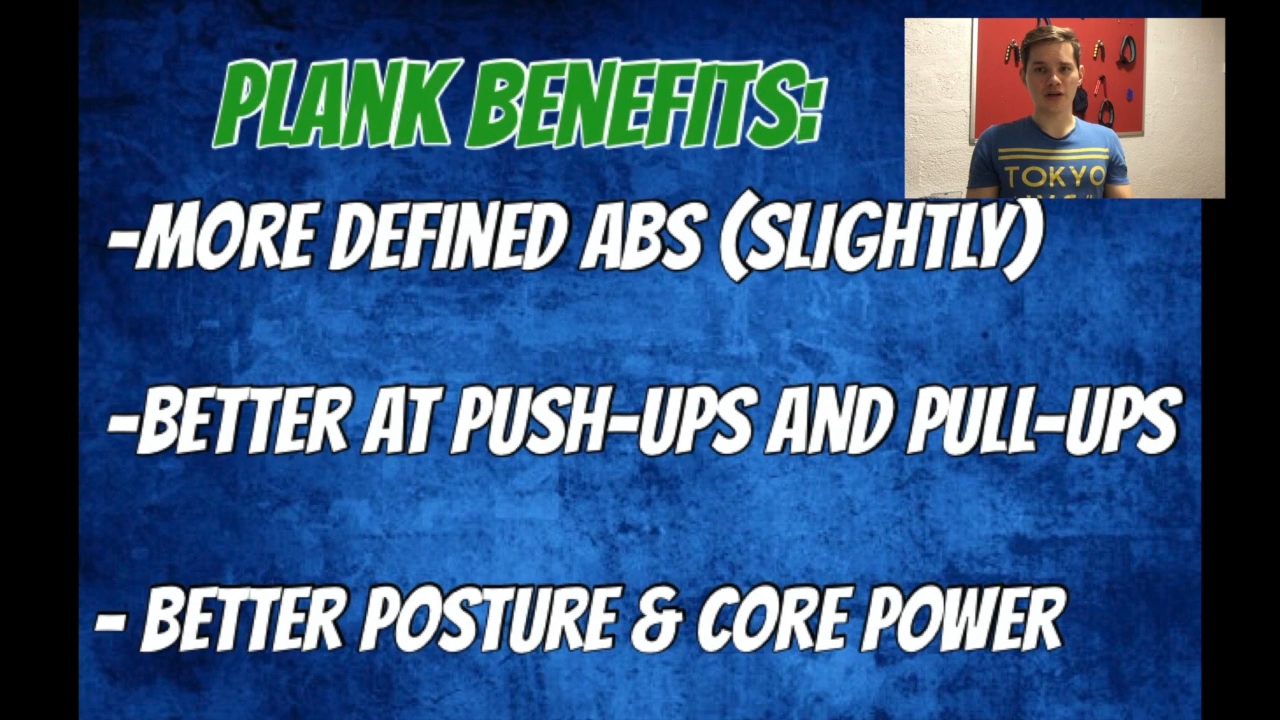 PLANK BENEFITS:
TOKYO
-MORE DEFINED ABS (SLIGHTLY)
-BETTER AT PUSH-UPS AND PULL-UPS
- BETTER POSTURE & CORE POWER